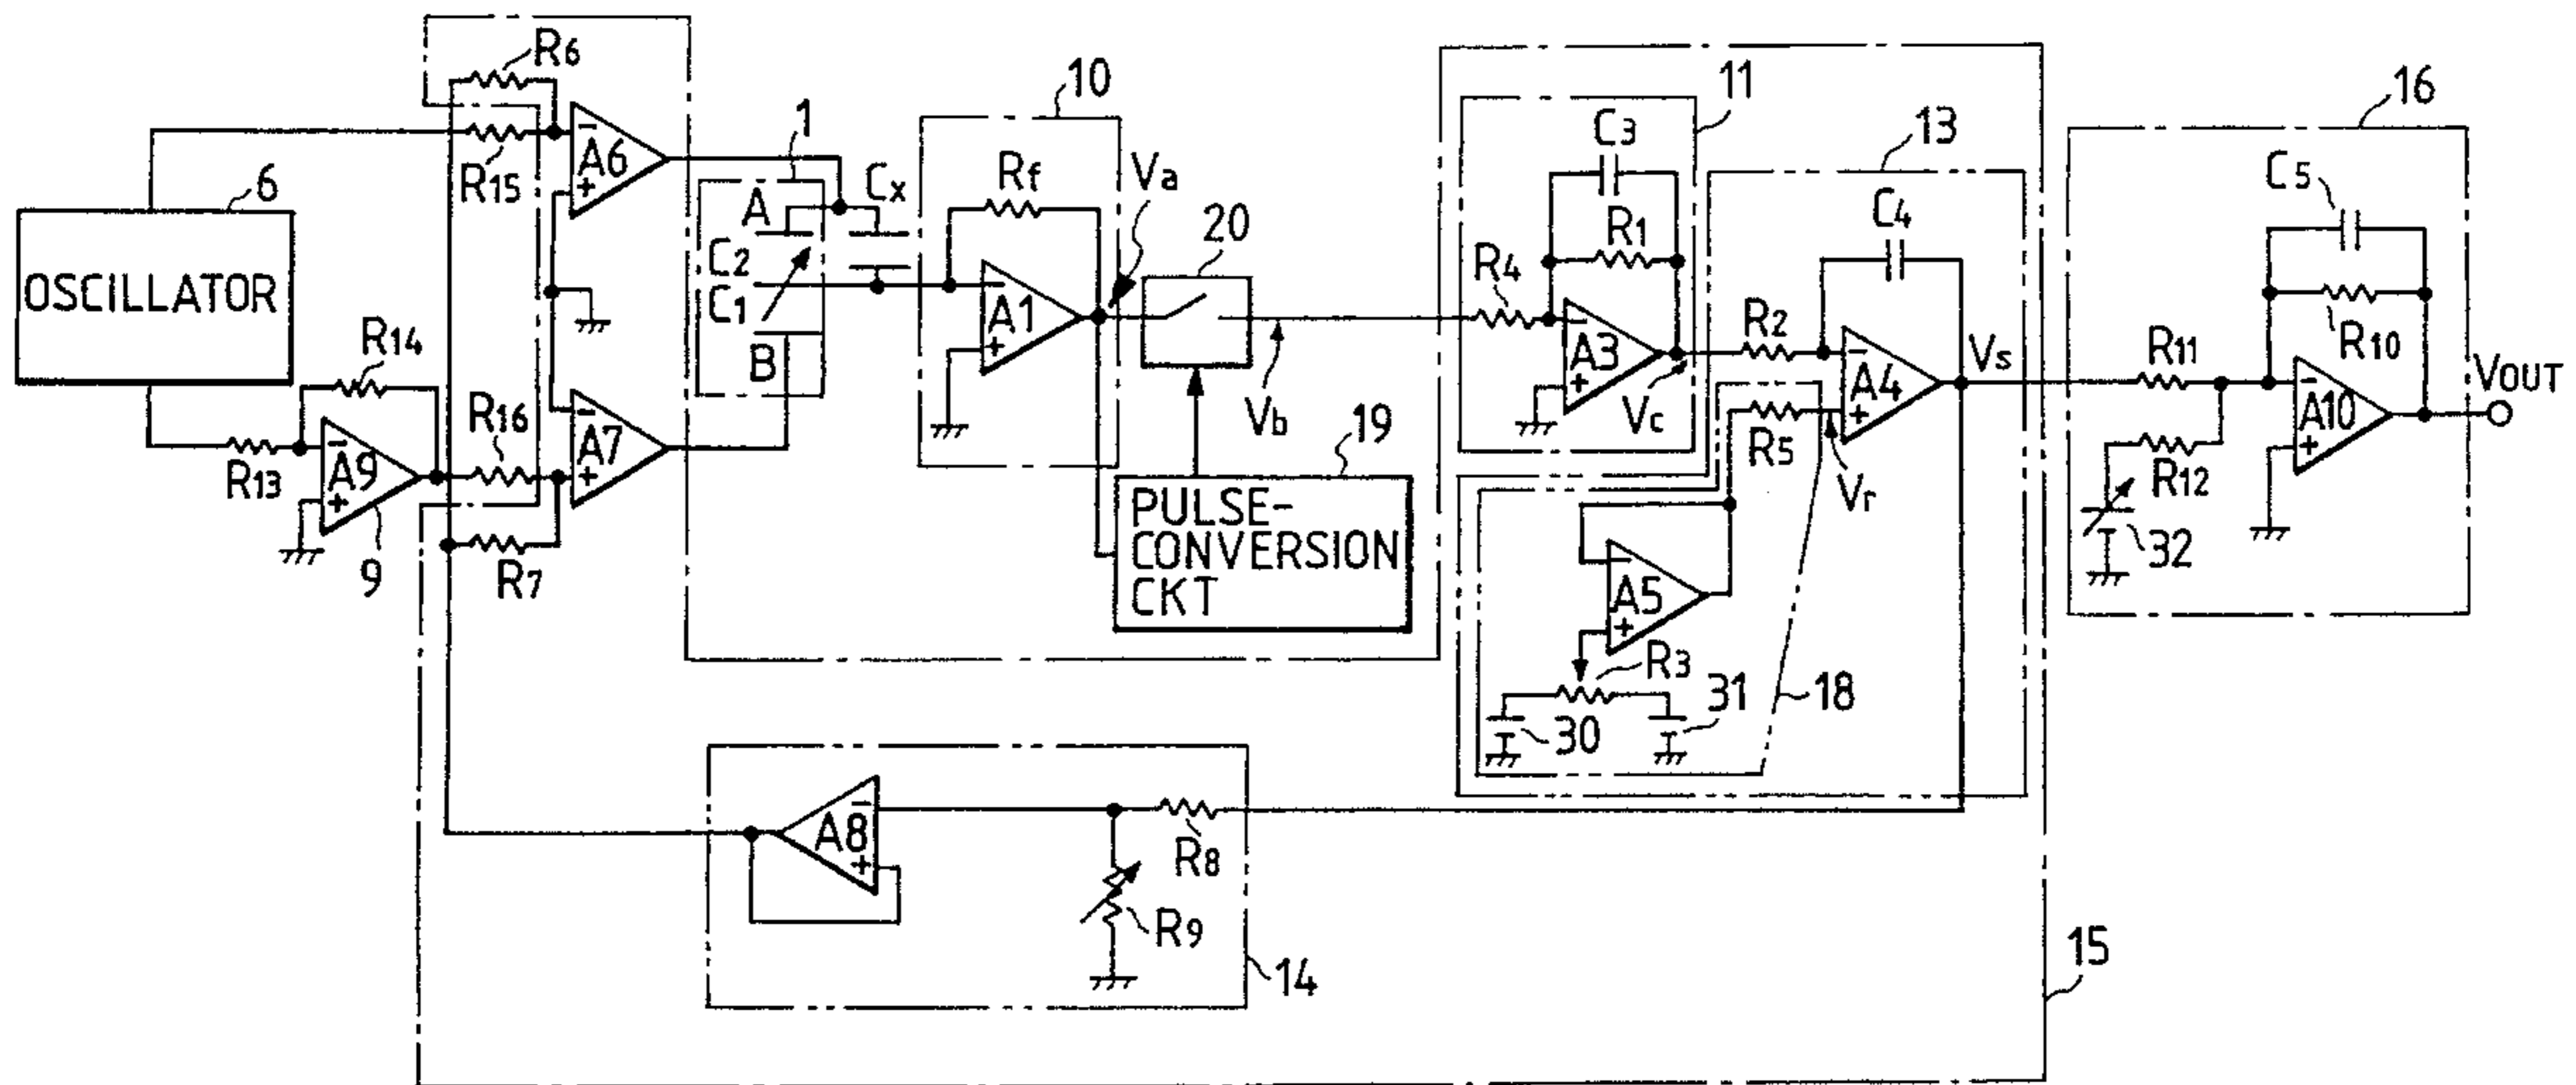 R6
A6
R15
6
OSCILLATOR
R14
R13
A9
9
R16
A7
R7
1
A
Cx
C2
C1
B
10
Rf
A1
Va
20
Vb
19
PULSE-
CONVERSION
CKT
11
C3
R1
R4
A3
Vc
13
C4
R2
A4
Vs
R5
Vr
A5
R3
30
31
18
16
C5
R10
R11
A10
R12
32
VOUT
A8
R8
R9
14
15